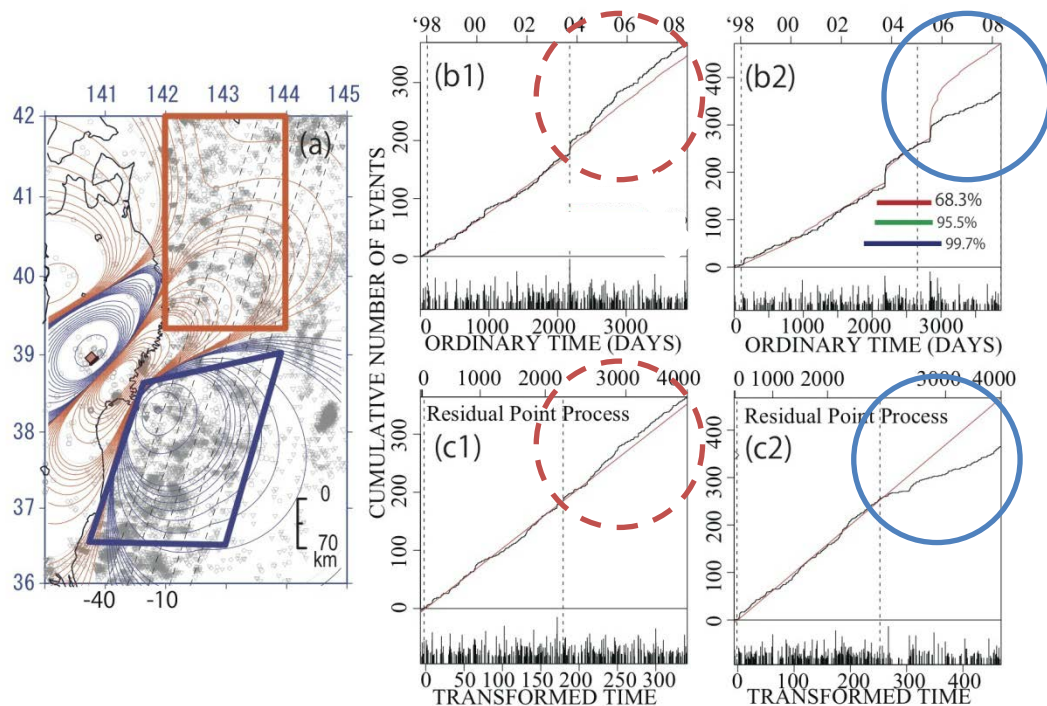 141 142 143 144 145
42
41
40
39
38
37
36
(a)
0
70
km
-40 -10
CUMULATIVE NUMBER OF EVENTS
'98 00 02 04 06 08
(b1)
300
200
100
0
0 1000 2000 3000
ORDINARY TIME (DAYS)
'98 00 02 04 06 08
(b2)
400
300
200
100
0
68.3%
95.5%
99.7%
0 1000 2000 3000
ORDINARY TIME (DAYS)
0 1000 2000 3000 4000
Residual Point Process
(c1)
300
200
100
0
0 50 100 150 200 250 300
TRANSFORMED TIME
0 1000 2000 3000 4000
Residual Point Process
(c2)
400
300
200
100
0
0 100 200 300 400
TRANSFORMED TIME